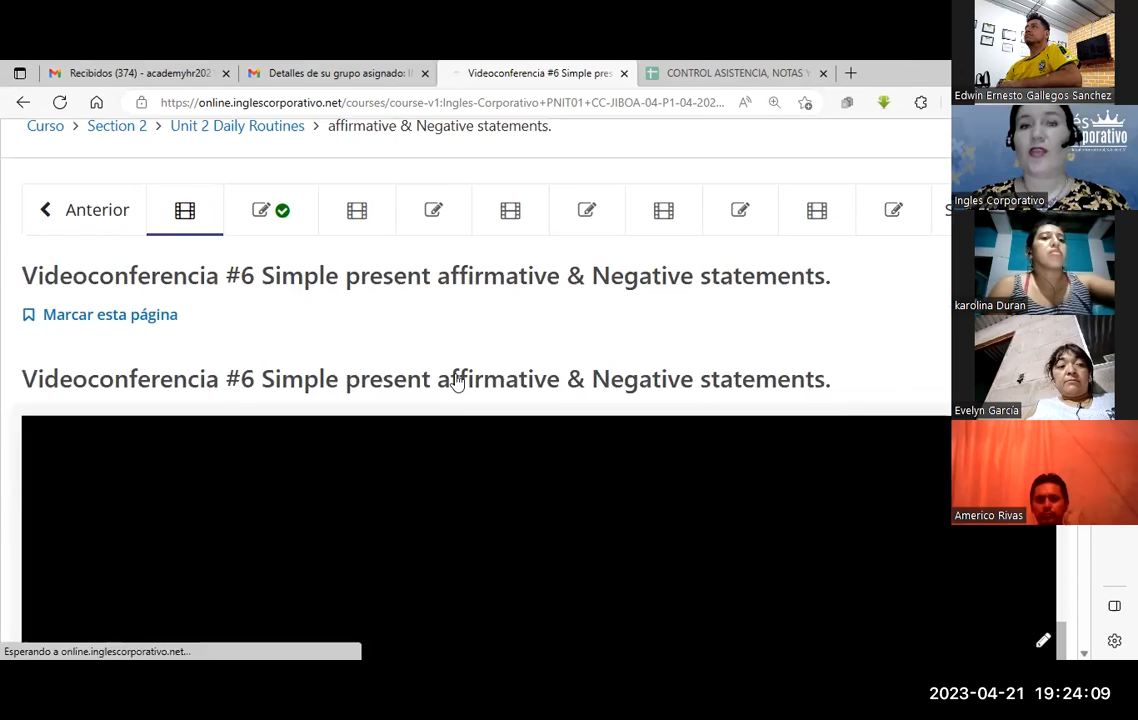 Recibidos (374) - academyhr202
Detalles de su grupo asignado: I
Videoconferencia #6 Simple pres
CONTROL ASISTENCIA, NOTAS Y
https://online.inglescorporativo.net/courses/course-v1:Ingles-Corporativo+PNIT01+CC-JIBOA-04-P1-04-202...
Curso > Section 2 > Unit 2 Daily Routines > affirmative & Negative statements.
Anterior
Videoconferencia #6 Simple present affirmative & Negative statements.
Marcar esta página
Videoconferencia #6 Simple present affirmative & Negative statements.
Esperando a online.inglescorporativo.net...
Edwin Ernesto Gallegos Sanchez
és
rporativo
Ingles Corporativo
karolina Duran
Evelyn García
Americo Rivas
2023-04-21 19:24:09